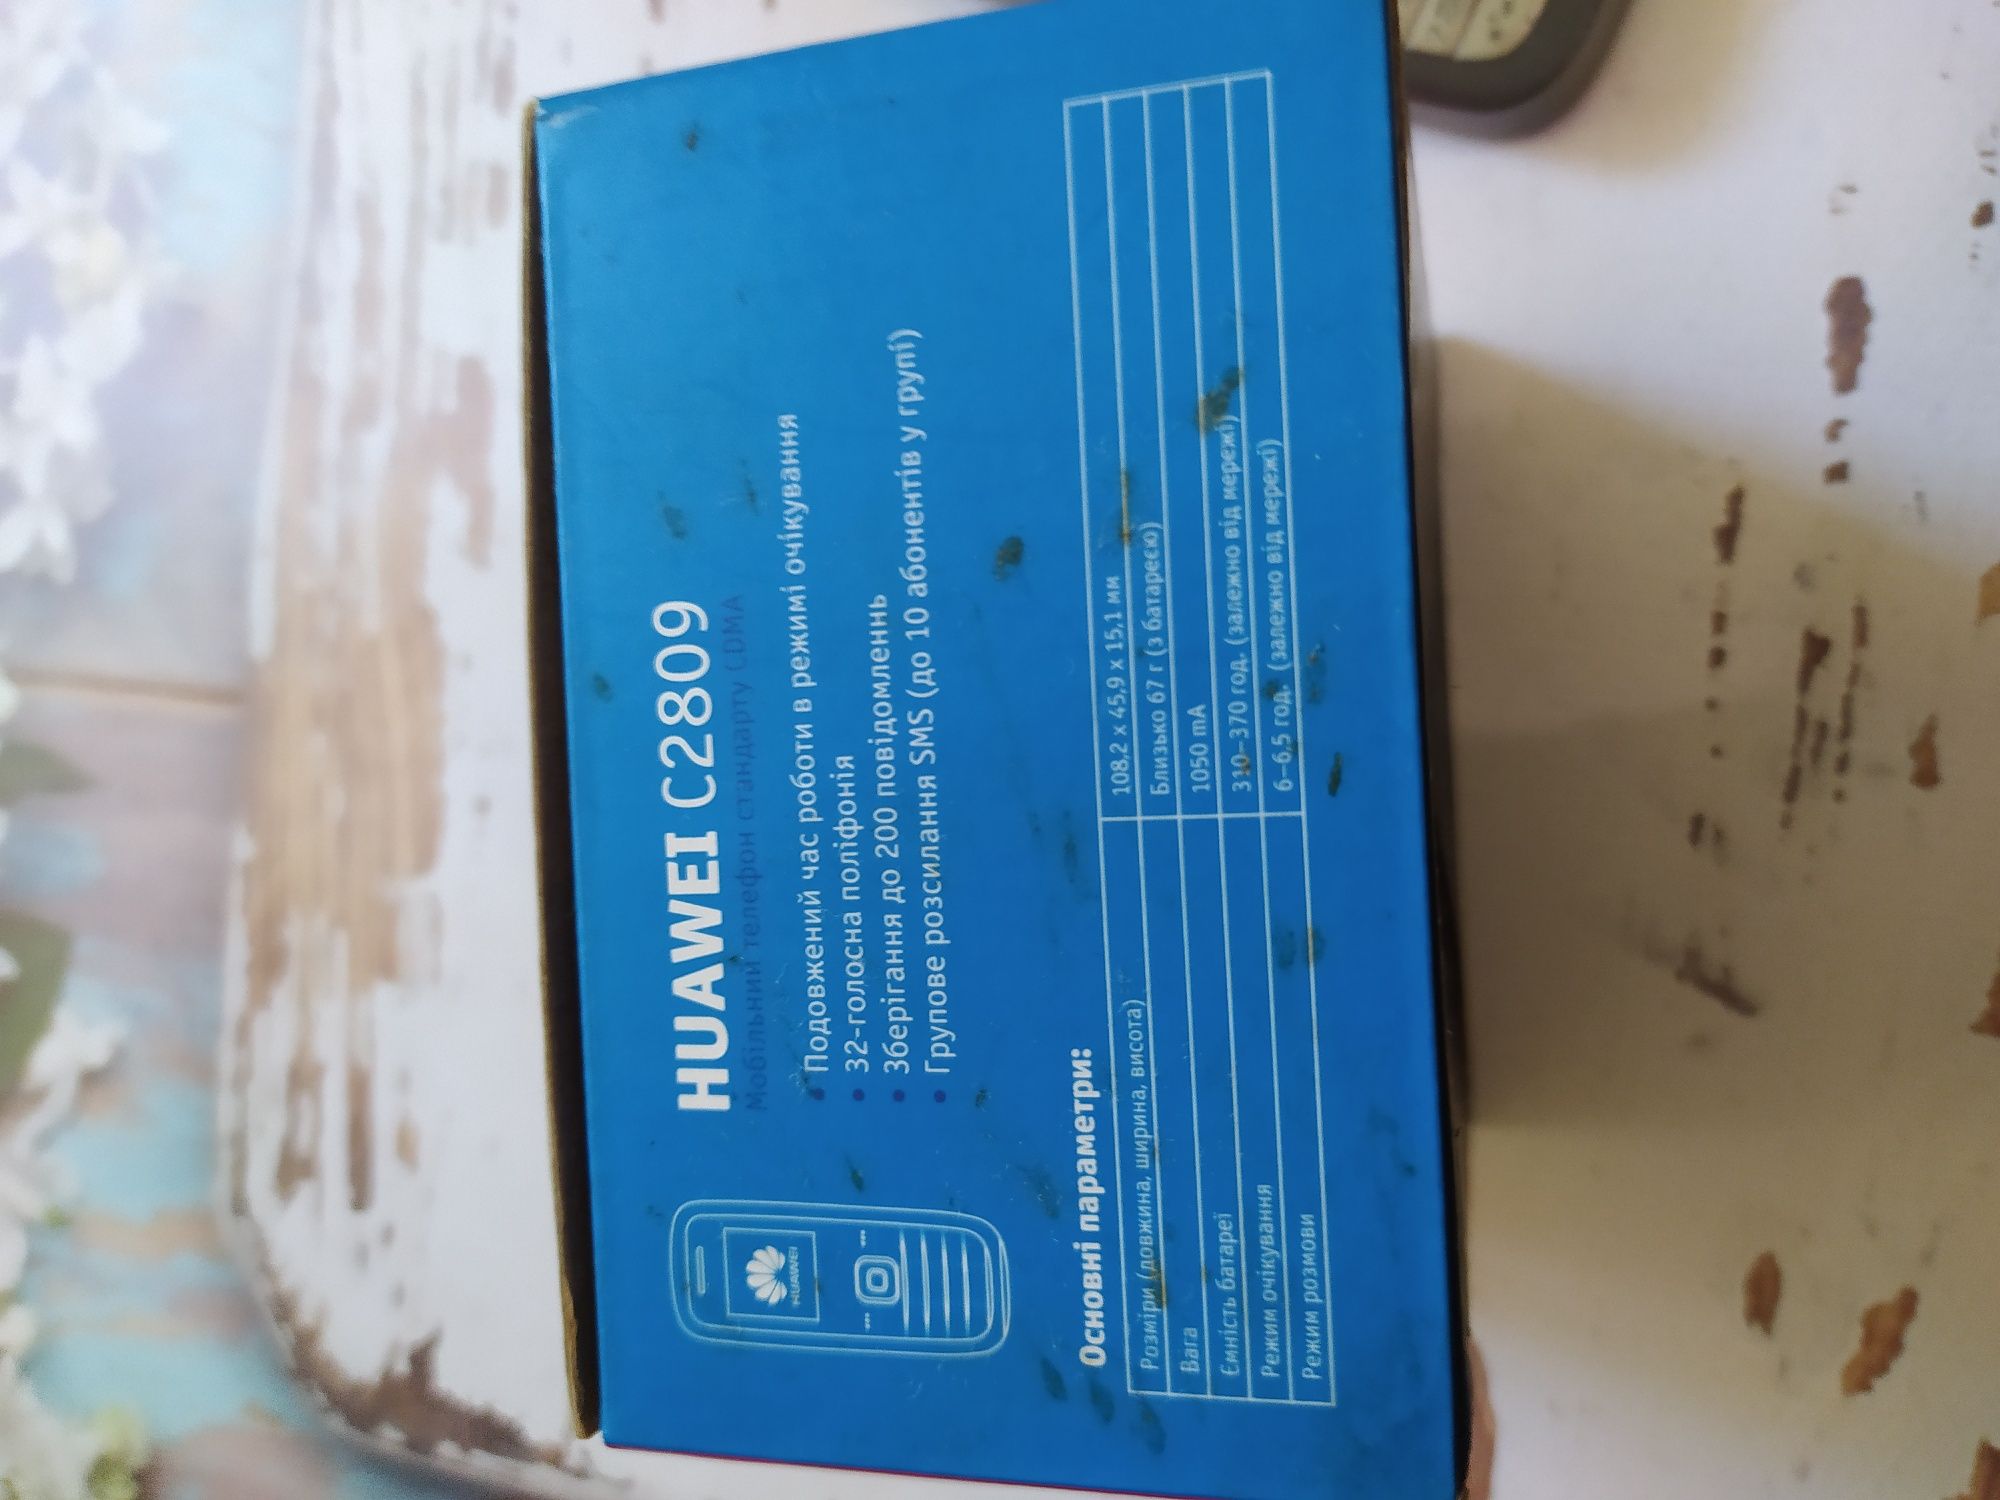 HUAWEI C2809
Мобільний телефон стандарту CDMA
• Подовжений час роботи в режимі очікування
• 32-голосна поліфонія
• Зберігання до 200 повідомленнь
• Групове розсилання SMS (до 10 абонентів у групі)
HUAWEI
Основні параметри:
Розміри (довжина, ширина, висота) 108,2 x 45,9 x 15,1 мм
Вага Близько 67 г (з батареєю)
Ємність батареї 1050 mA
Режим очікування 310–370 год. (залежно від мережі)
Режим розмови 6–6,5 год. (залежно від мережі)